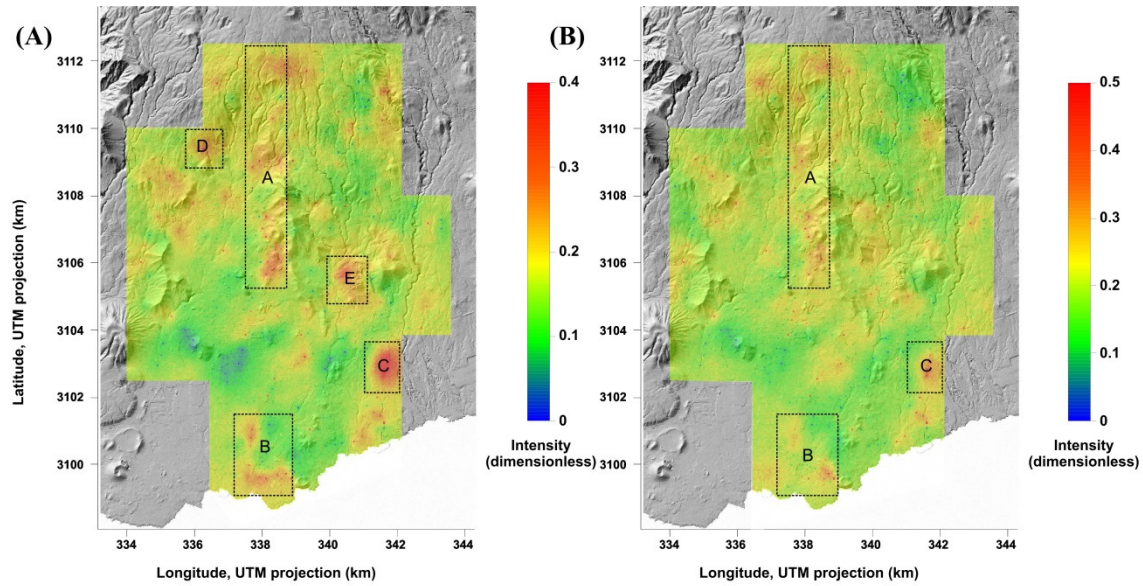 (A)
3112
3110
3108
3106
3104
3102
3100
Latitude, UTM projection (km)
334 336 338 340 342 344
Longitude, UTM projection (km)
D
A
E
C
B
0.4
0.3
0.2
0.1
0
Intensity
(dimensionless)
(B)
3112
3110
3108
3106
3104
3102
3100
334 336 338 340 342 344
Longitude, UTM projection (km)
A
C
B
0.5
0.4
0.3
0.2
0.1
0
Intensity
(dimensionless)